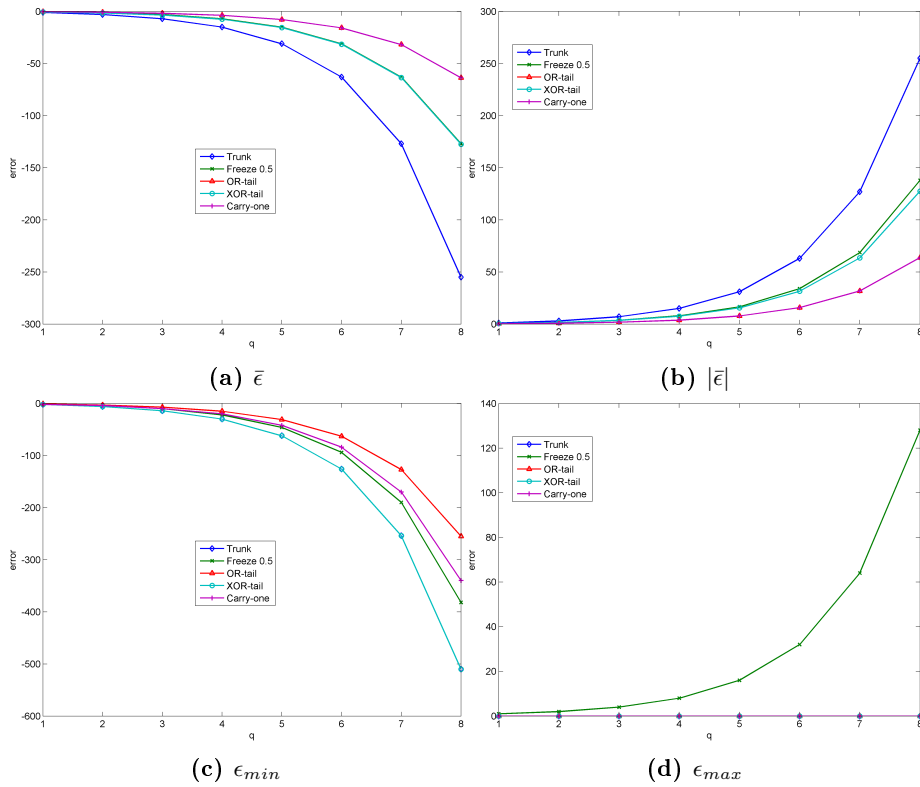 0
-50
-100
-150
-200
-250
-300
error
1 2 3 4 5 6 7 8
q
Trunk
Freeze 0.5
OR-tail
XOR-tail
Carry-one
(a) ϵ̄
300
250
200
150
100
50
0
error
1 2 3 4 5 6 7 8
q
Trunk
Freeze 0.5
OR-tail
XOR-tail
Carry-one
(b) |ϵ̄|
0
-100
-200
-300
-400
-500
-600
error
1 2 3 4 5 6 7 8
q
Trunk
Freeze 0.5
OR-tail
XOR-tail
Carry-one
(c) ϵmin
140
120
100
80
60
40
20
0
error
1 2 3 4 5 6 7 8
q
Trunk
Freeze 0.5
OR-tail
XOR-tail
Carry-one
(d) ϵmax